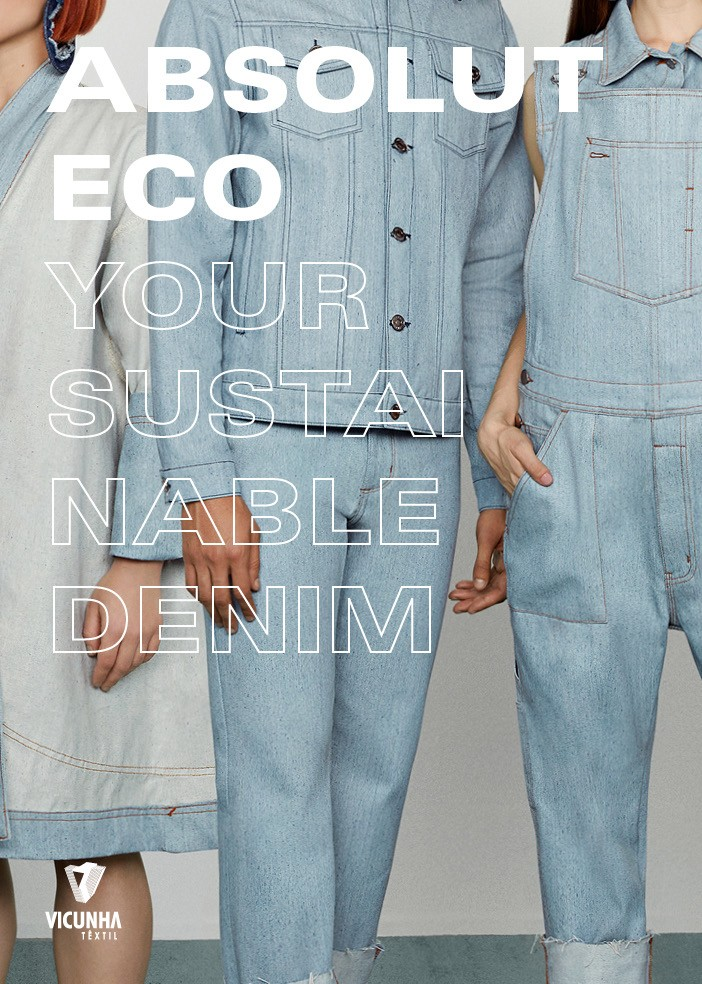 ABSOLUT
ECO
YOUR
SUSTAI
NABLE
DENIM
VICUNHA
TÊXTIL